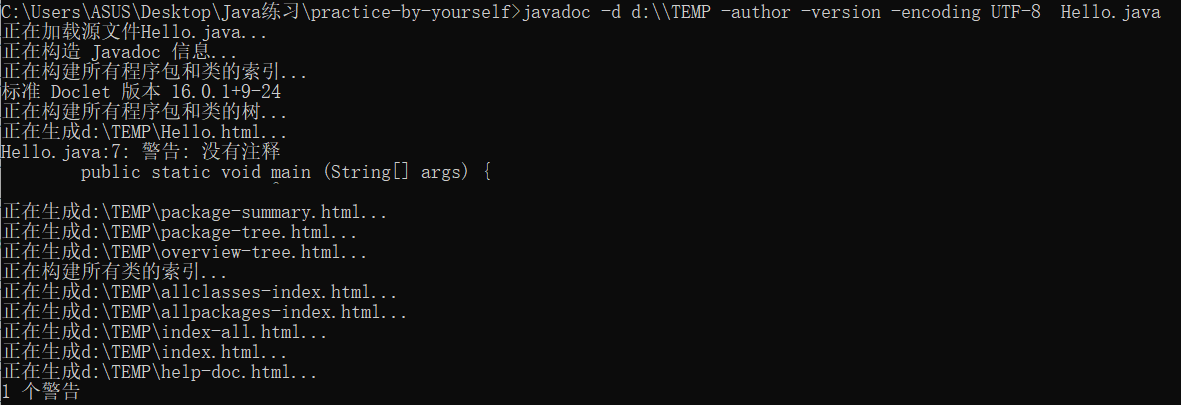 C:\Users\ASUS\Desktop\Java练习\practice-by-yourself>javadoc -d d:\\TEMP -author -version -encoding UTF-8  Hello.java
正在加载源文件Hello.java...
正在构造 Javadoc 信息...
正在构建所有程序包和类的索引...
标准 Doclet 版本 16.0.1+9-24
正在构建所有程序包和类的树...
正在生成d:\TEMP\Hello.html...
Hello.java:7: 警告: 没有注释
        public static void main (String[] args) {
                           ^
正在生成d:\TEMP\package-summary.html...
正在生成d:\TEMP\package-tree.html...
正在生成d:\TEMP\overview-tree.html...
正在构建所有类的索引...
正在生成d:\TEMP\allclasses-index.html...
正在生成d:\TEMP\allpackages-index.html...
正在生成d:\TEMP\index-all.html...
正在生成d:\TEMP\index.html...
正在生成d:\TEMP\help-doc.html...
1 个警告